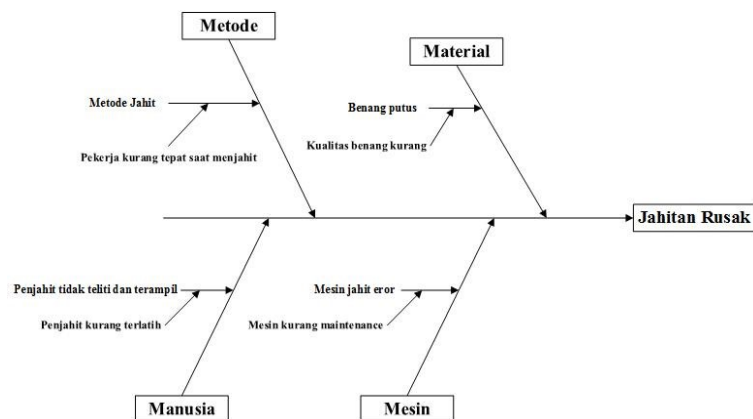 Metode
Material
Metode Jahit
Benang putus
Pekerja kurang tepat saat menjahit
Kualitas benang kurang
Jahitan Rusak
Penjahit tidak teliti dan terampil
Mesin jahit eror
Penjahit kurang terlatih
Mesin kurang maintenance
Manusia
Mesin